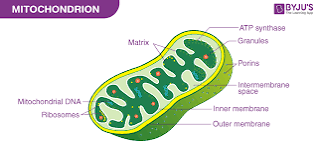 MITOCHONDRION
BYJU'S
The Learning App
ATP synthase
Matrix
Granules
Porins
Intermembrane
space
Mitochondrial DNA
Ribosomes
Inner membrane
Outer membrane